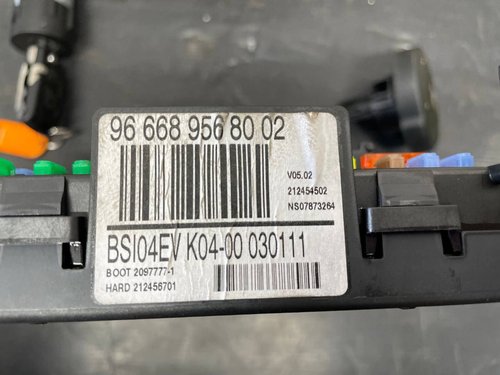 96 668 956 80 02
V05.02
212454502
NS07873264
BSI04EV K04-00 030111
BOOT 2097777-1
HARD 212456701